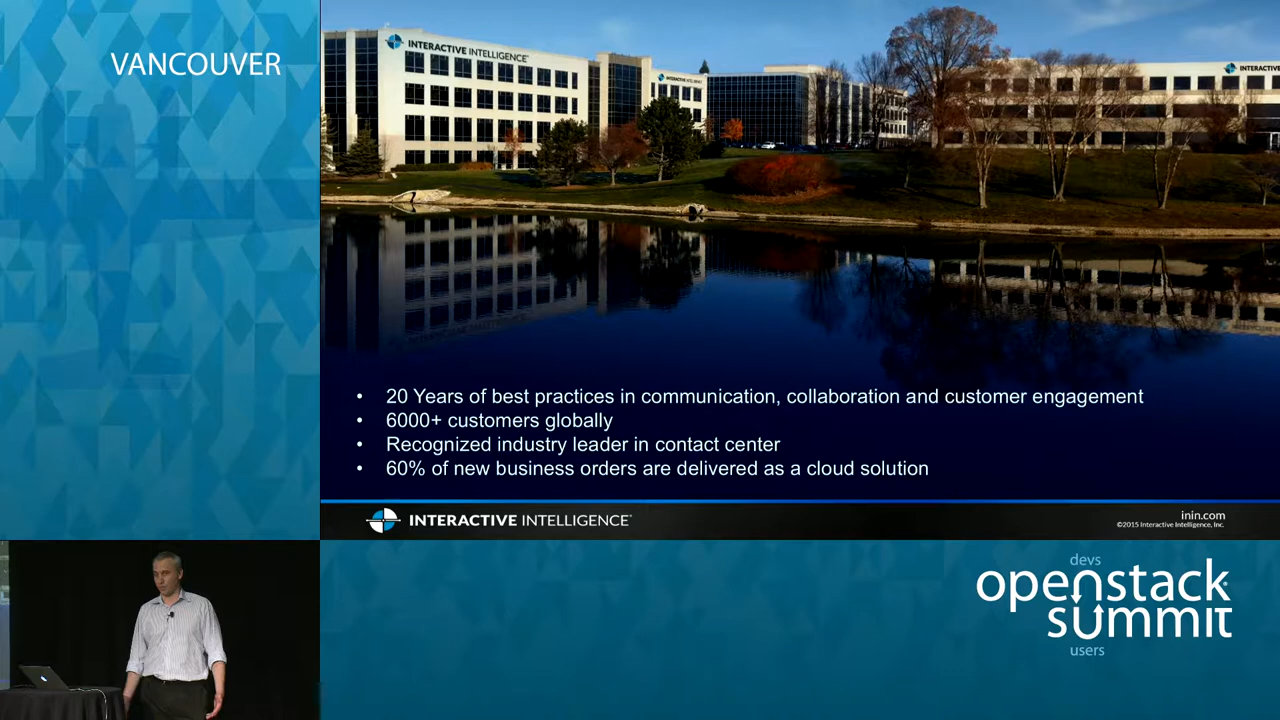 VANCOUVER
INTERACTIVE INTELLIGENCE
INTERACTIVE
• 20 Years of best practices in communication, collaboration and customer engagement
• 6000+ customers globally
• Recognized industry leader in contact center
• 60% of new business orders are delivered as a cloud solution
INTERACTIVE INTELLIGENCE
inin.com
©2015 Interactive Intelligence, Inc.
devs
openstack
summit
users